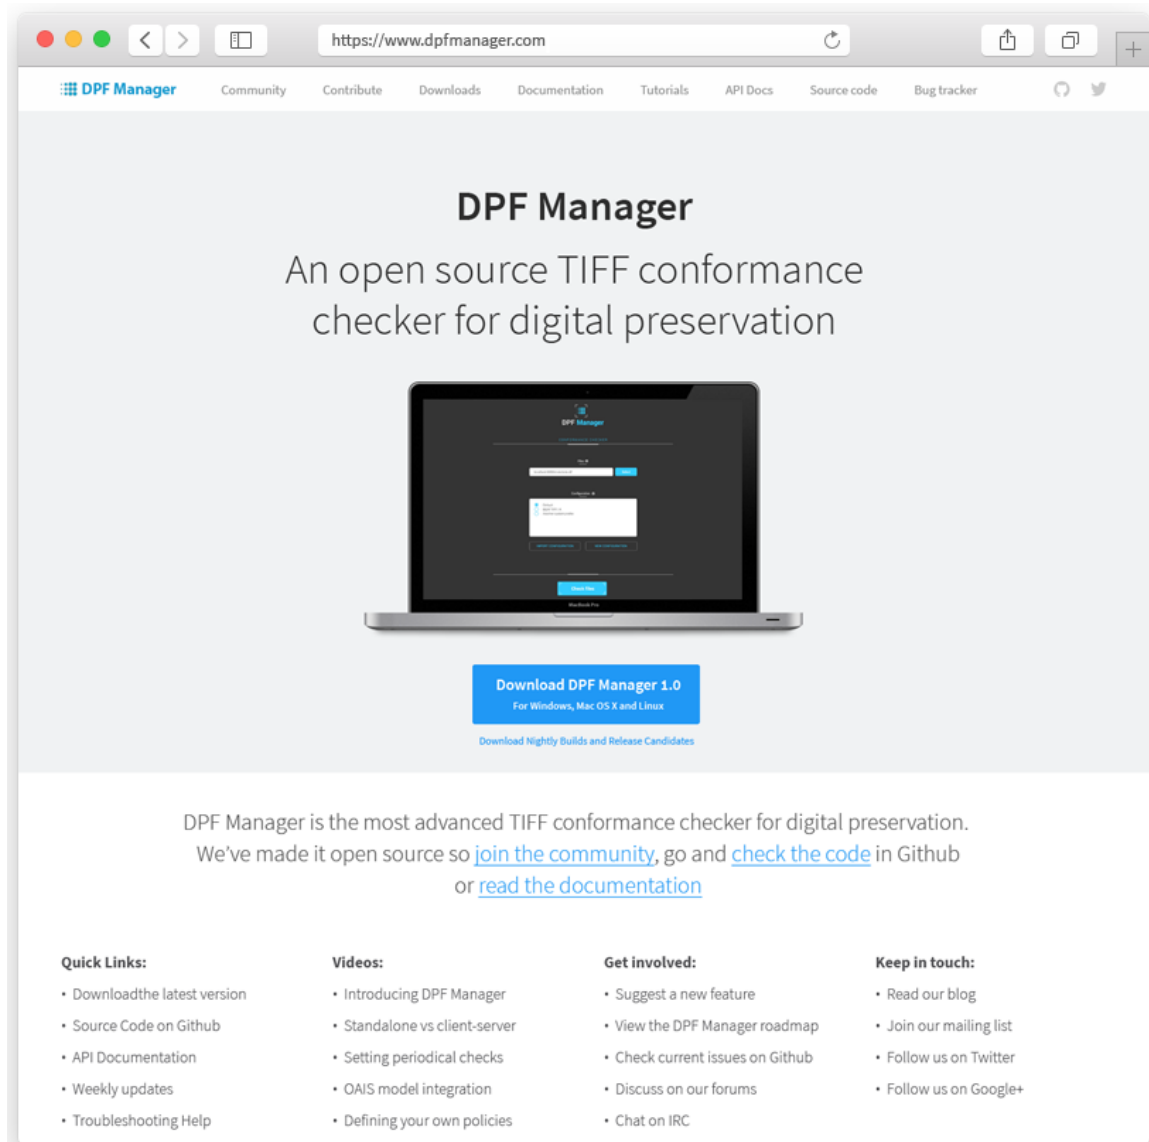 https://www.dpfmanager.com
DPF Manager Community Contribute Downloads Documentation Tutorials API Docs Source code Bug tracker
DPF Manager
An open source TIFF conformance
checker for digital preservation
DPF Manager
Check Files
MacBook Pro
Download DPF Manager 1.0
For Windows, Mac OS X and Linux
Download Nightly Builds and Release Candidates
DPF Manager is the most advanced TIFF conformance checker for digital preservation.
We've made it open source so join the community, go and check the code in Github
or read the documentation
Quick Links:
• Downloadthe latest version
• Source Code on Github
• API Documentation
• Weekly updates
• Troubleshooting Help
Videos:
• Introducing DPF Manager
• Standalone vs client-server
• Setting periodical checks
• OAIS model integration
• Defining your own policies
Get involved:
• Suggest a new feature
• View the DPF Manager roadmap
• Check current issues on Github
• Discuss on our forums
• Chat on IRC
Keep in touch:
• Read our blog
• Join our mailing list
• Follow us on Twitter
• Follow us on Google+